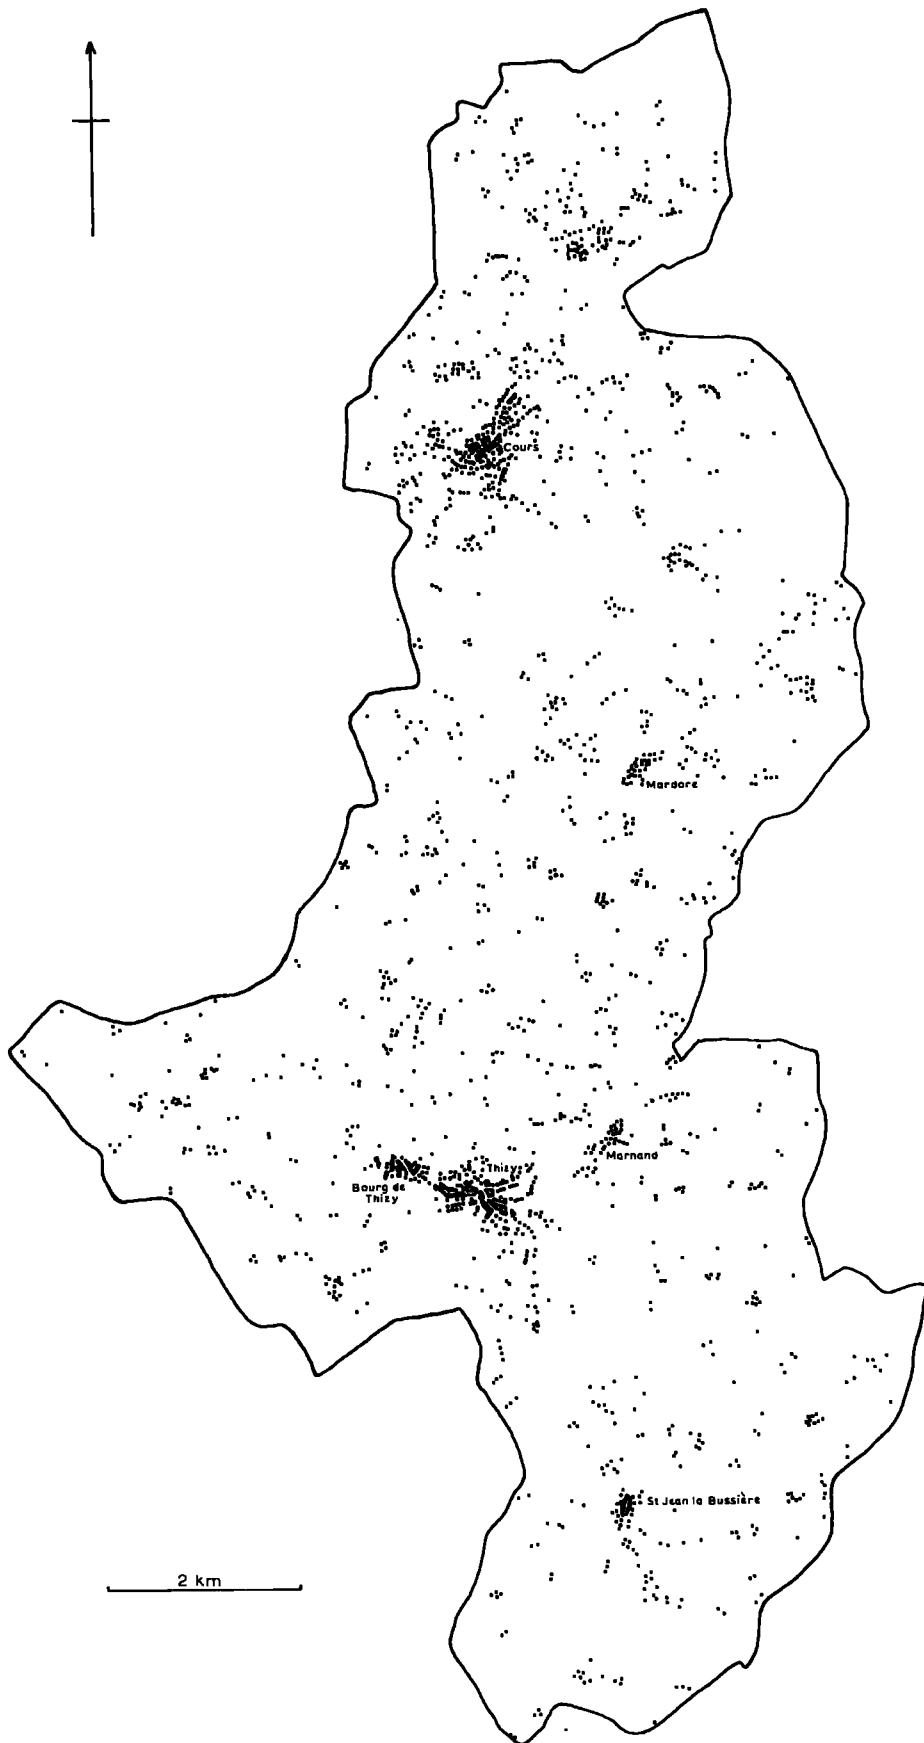 Cours
Mardore
Marnand
Thizy
Bourg de
Thizy
St Jean la Bussière
2 km